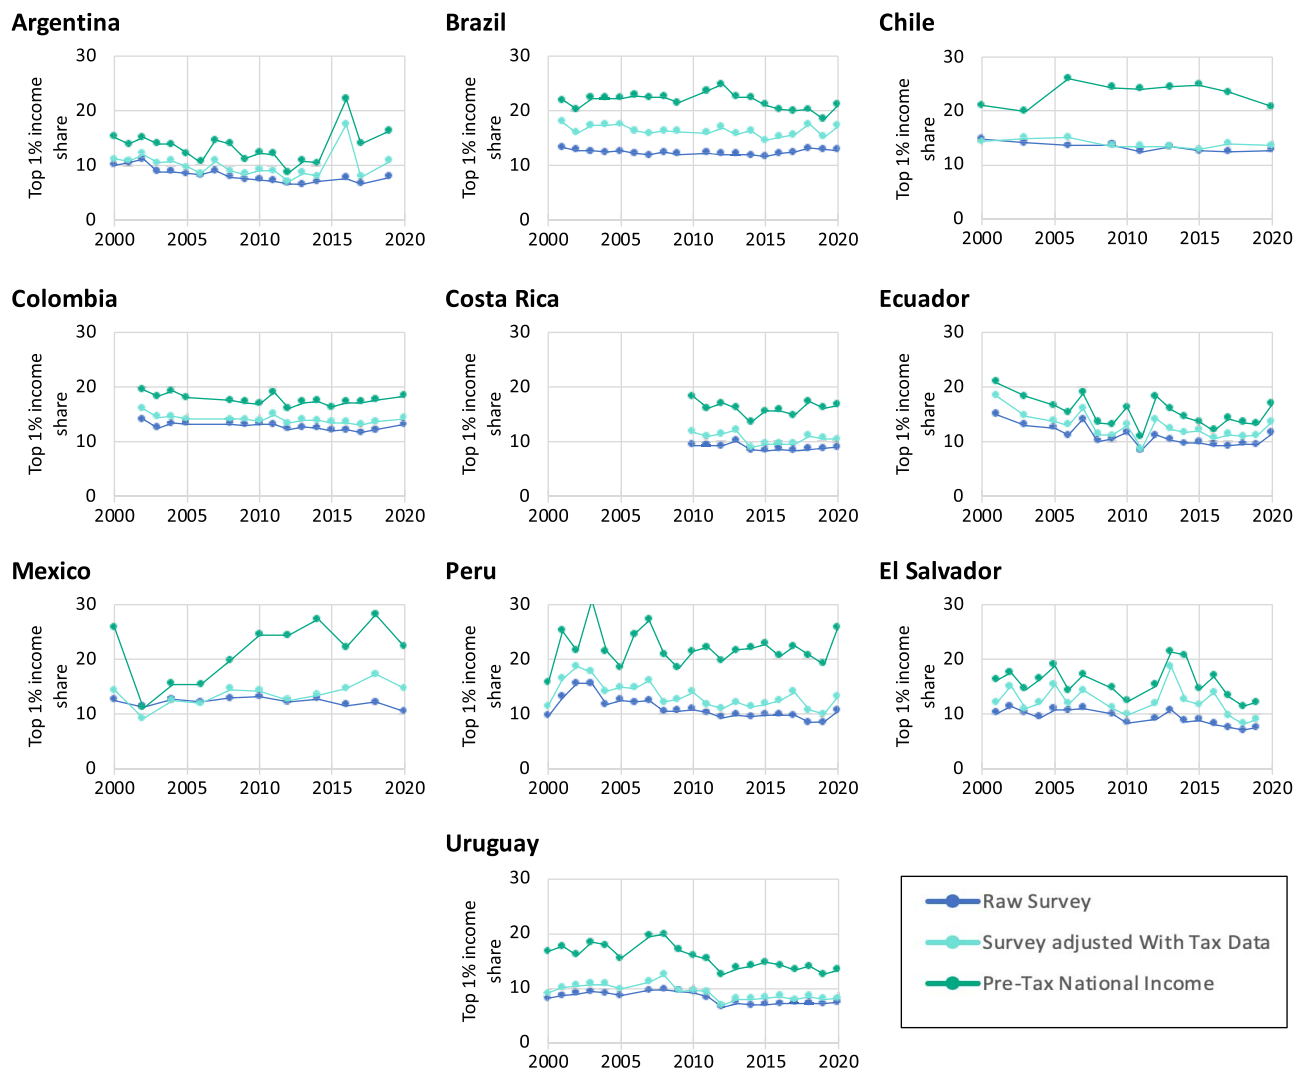 Argentina
Brazil
Chile
30
20
10
0
Top 1% income
share
2000 2005 2010 2015 2020
30
20
10
0
Top 1% income
share
2000 2005 2010 2015 2020
30
20
10
0
Top 1% income
share
2000 2005 2010 2015 2020
Colombia
Costa Rica
Ecuador
30
20
10
0
Top 1% income
share
2000 2005 2010 2015 2020
30
20
10
0
Top 1% income
share
2000 2005 2010 2015 2020
30
20
10
0
Top 1% income
share
2000 2005 2010 2015 2020
Mexico
Peru
El Salvador
30
20
10
0
Top 1% income
share
2000 2005 2010 2015 2020
30
20
10
0
Top 1% income
share
2000 2005 2010 2015 2020
30
20
10
0
Top 1% income
share
2000 2005 2010 2015 2020
Uruguay
30
20
10
0
Top 1% income
share
2000 2005 2010 2015 2020
Raw Survey
Survey adjusted With Tax Data
Pre-Tax National Income